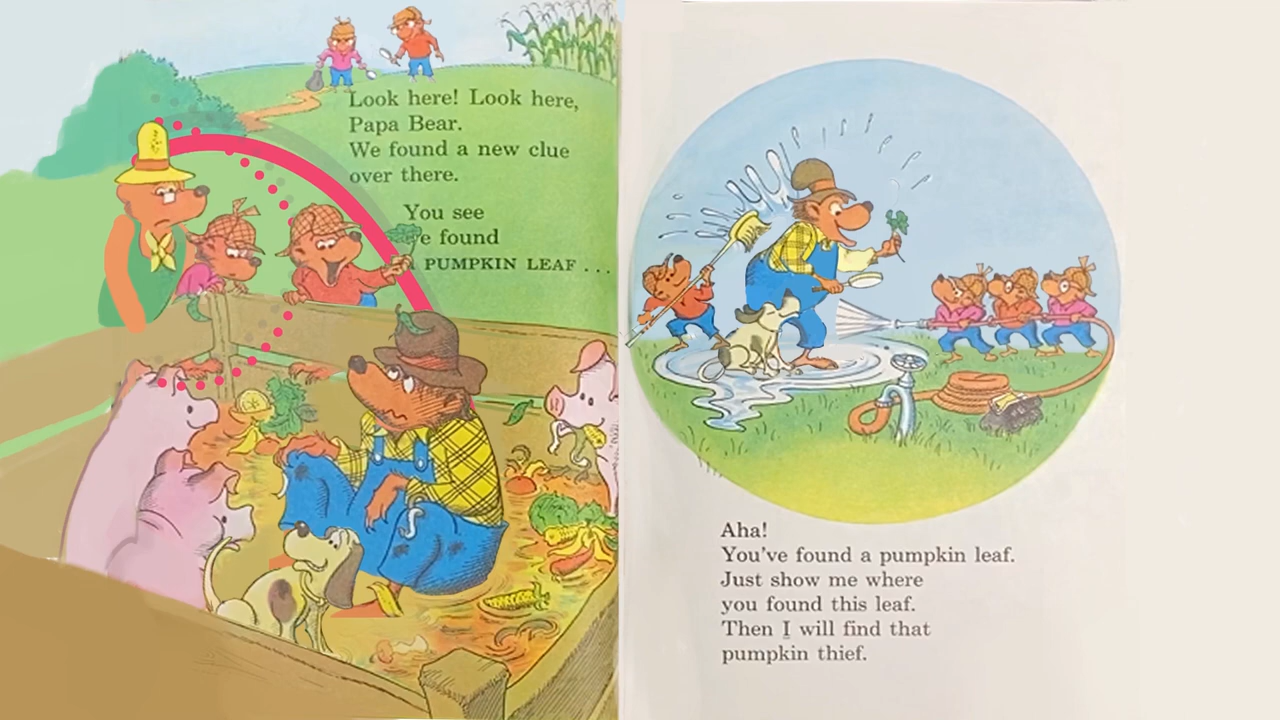 Look here! Look here,
Papa Bear.
We found a new clue
over there.
You see
found
PUMPKIN LEAF . . .
Aha!
You've found a pumpkin leaf.
Just show me where
you found this leaf.
Then I will find that
pumpkin thief.